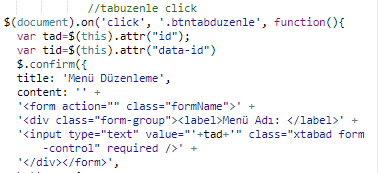 //tabuzenle click
$(document).on('click', '.btntabduzenle', function(){
var tad=$(this).attr("id");
var tid=$(this).attr("data-id")
$.confirm({
title: 'Menü Düzenleme',
content: '' +
'<form action="" class="formName">' +
'<div class="form-group"><label>Menü Adı: </label>' +
'<input type="text" value="'+tad+'" class="xtabad form
-control" required />' +
'</div></form>',